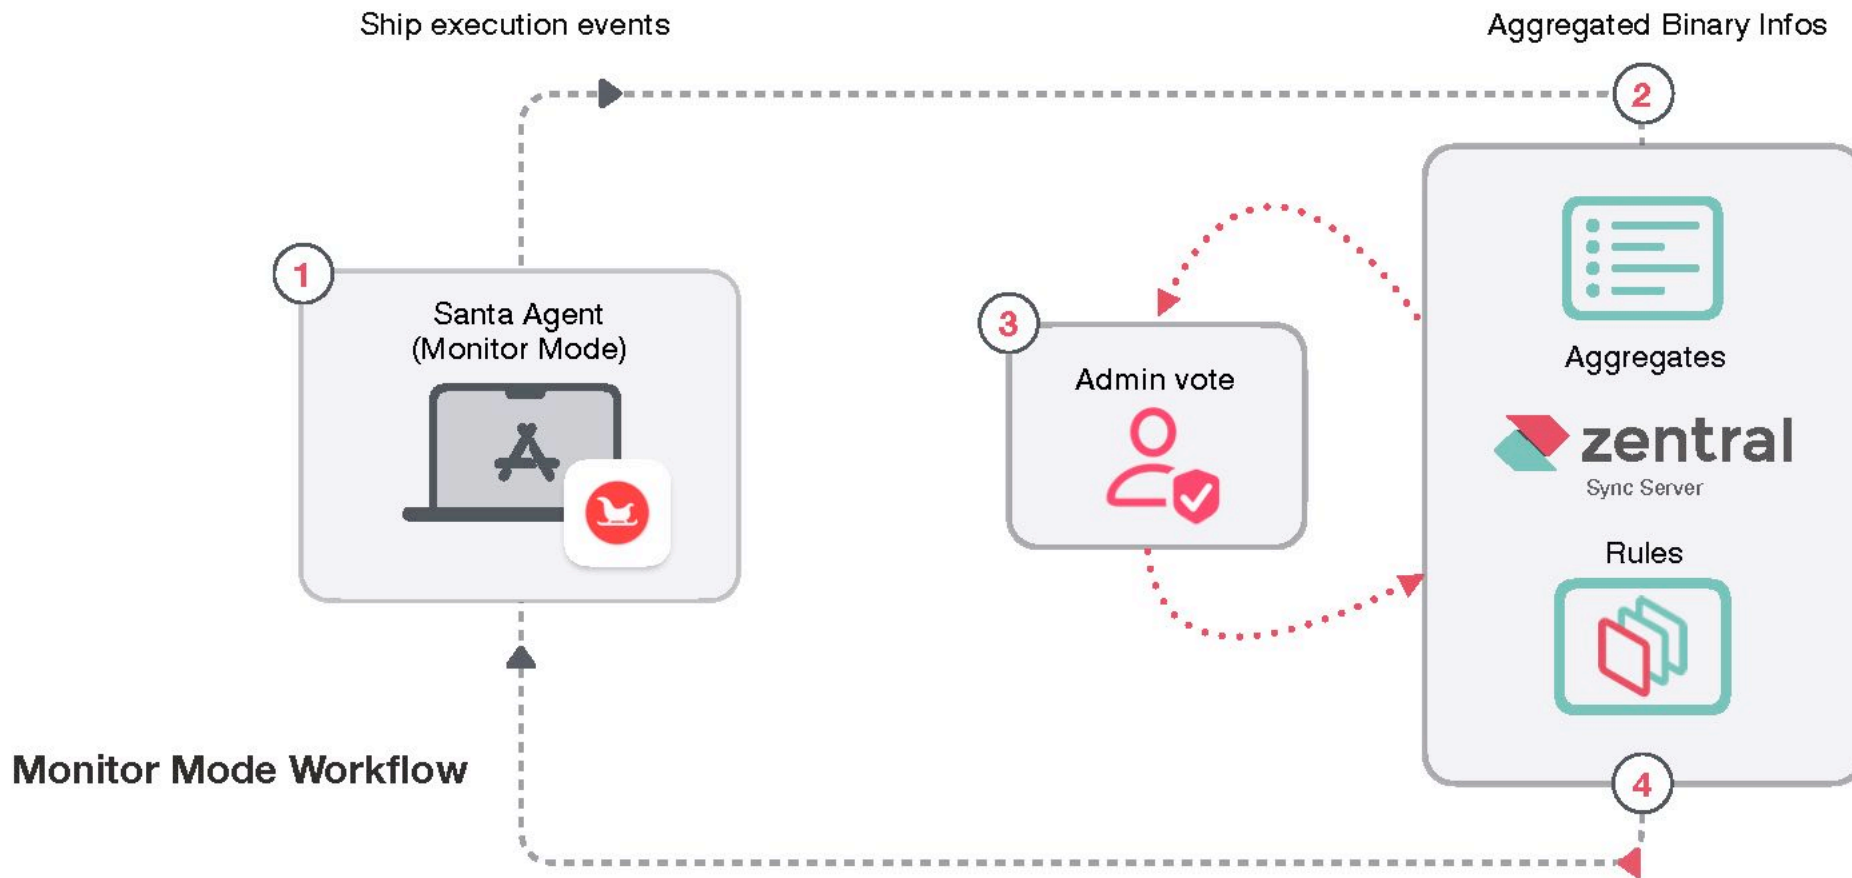 Ship execution events
Aggregated Binary Infos
2
1
Santa Agent
(Monitor Mode)
3
Admin vote
Aggregates
zentral
Sync Server
Rules
Monitor Mode Workflow
4